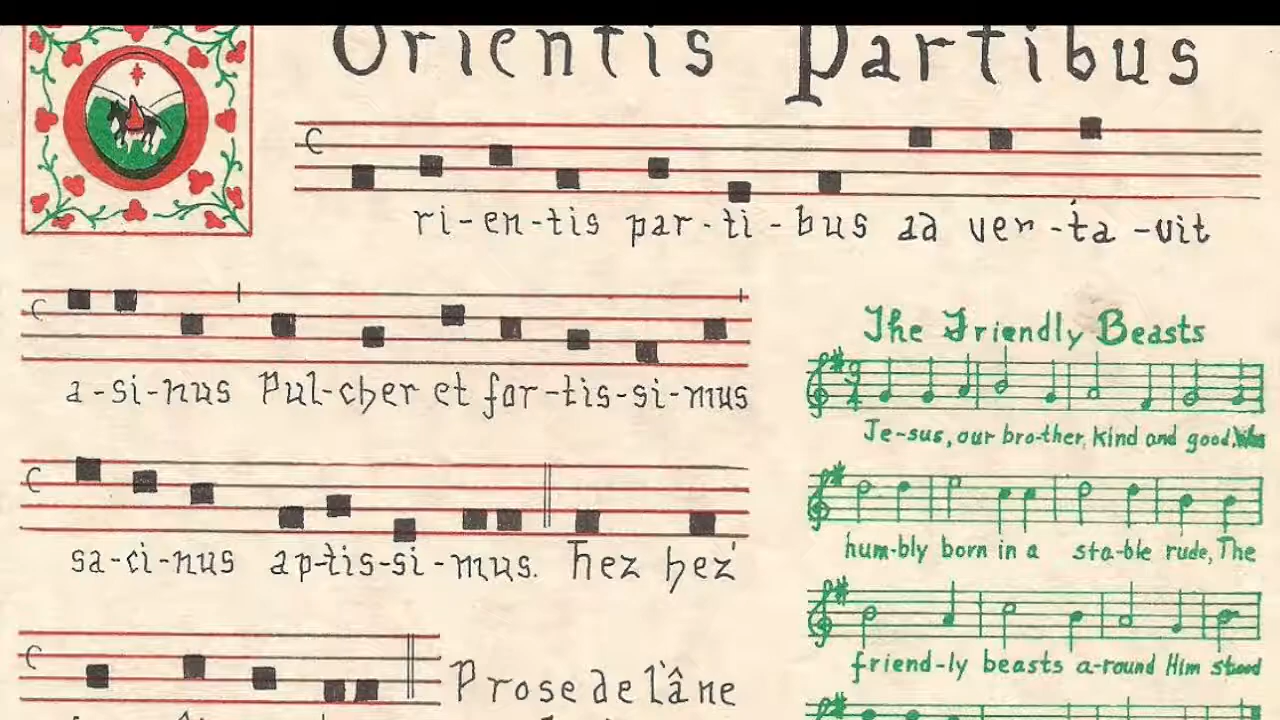 Orientis Partibus
ri-en-tis par-ti-bus ad ven-ta-vit
a-si-nus Pul-cher et for-tis-si-mus
sa-ci-nus ap-tis-si-mus. hez hez
Prose de l'âne
The Friendly Beasts
Je-sus, our bro-ther, kind and good,
hum-bly born in a sta-ble rude, The
friend-ly beasts a-round Him stood